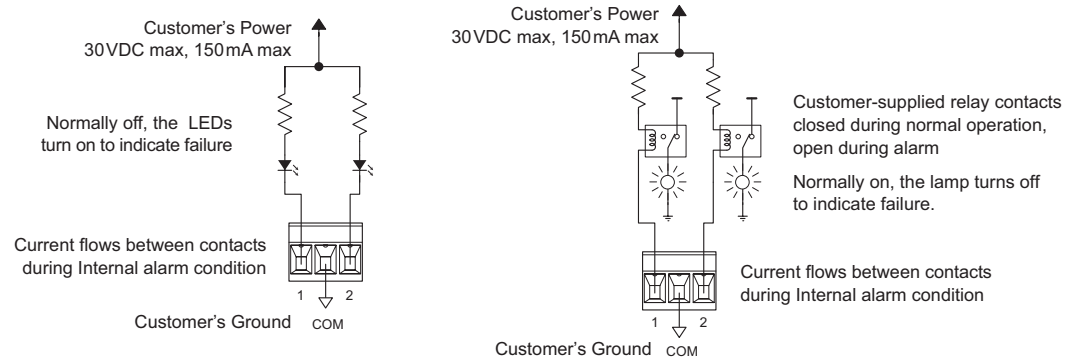 Customer's Power
30VDC max, 150mA max
Normally off, the LEDs
turn on to indicate failure
Current flows between contacts
during Internal alarm condition
1 2
Customer's Ground COM
Customer's Power
30VDC max, 150mA max
Customer-supplied relay contacts
closed during normal operation,
open during alarm
Normally on, the lamp turns off
to indicate failure.
Current flows between contacts
during Internal alarm condition
1 2
Customer's Ground COM